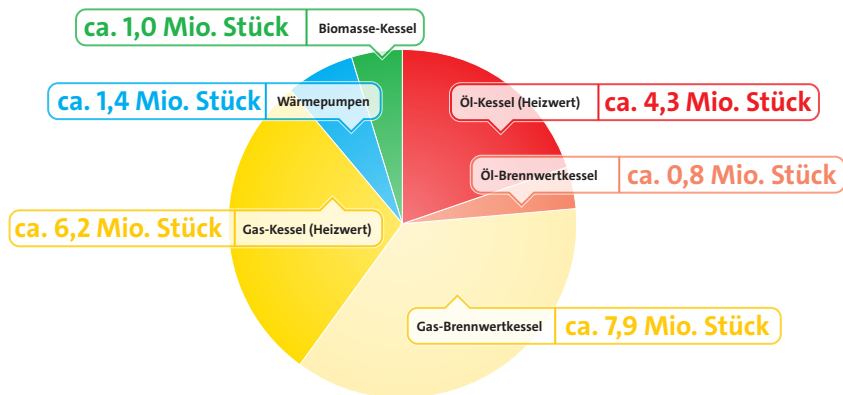 ca. 1,0 Mio. Stück Biomasse-Kessel
ca. 1,4 Mio. Stück Wärmepumpen
Öl-Kessel (Heizwert) ca. 4,3 Mio. Stück
Öl-Brennwertkessel ca. 0,8 Mio. Stück
ca. 6,2 Mio. Stück Gas-Kessel (Heizwert)
Gas-Brennwertkessel ca. 7,9 Mio. Stück